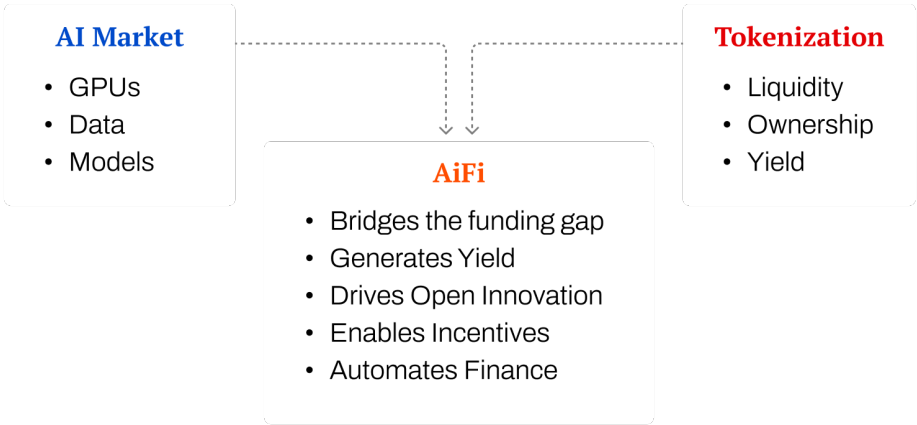 AI Market
• GPUs
• Data
• Models
Tokenization
• Liquidity
• Ownership
• Yield
AiFi
• Bridges the funding gap
• Generates Yield
• Drives Open Innovation
• Enables Incentives
• Automates Finance